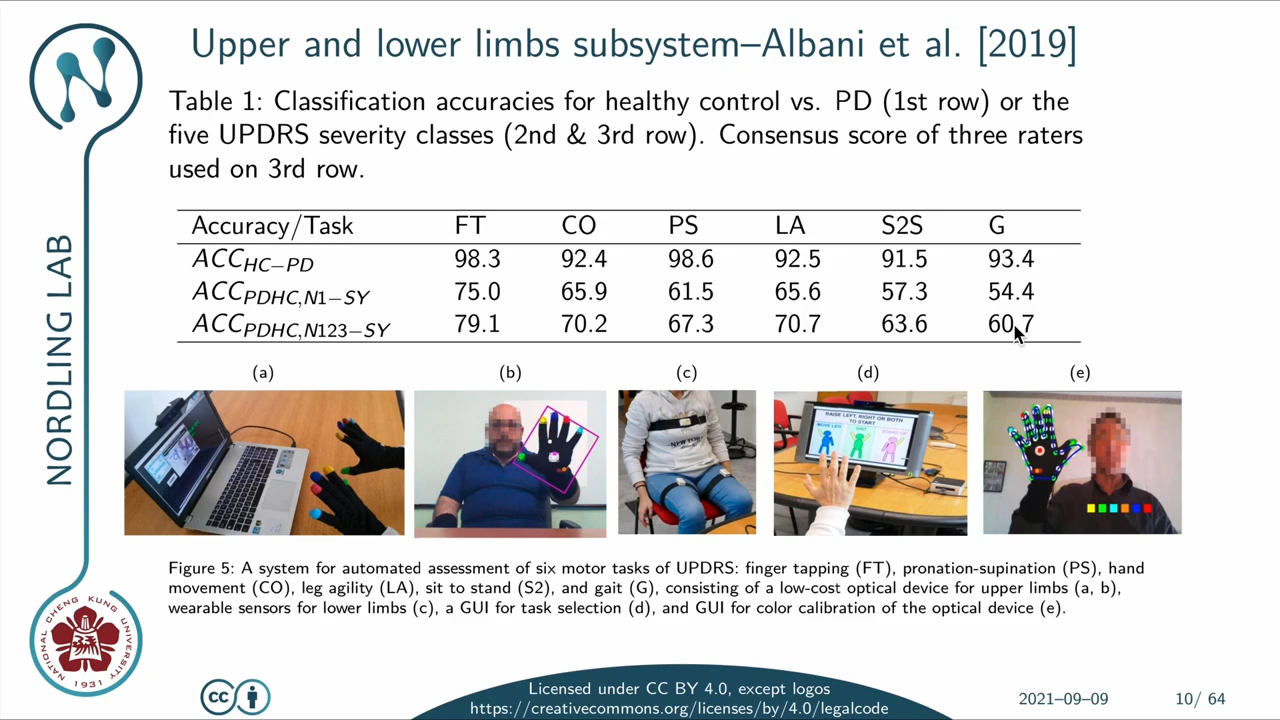 Upper and lower limbs subsystem–Albani et al. [2019]
Table 1: Classification accuracies for healthy control vs. PD (1st row) or the
five UPDRS severity classes (2nd & 3rd row). Consensus score of three raters
used on 3rd row.
Accuracy/Task FT CO PS LA S2S G
ACC_HC−PD 98.3 92.4 98.6 92.5 91.5 93.4
ACC_PDHC,N1−SY 75.0 65.9 61.5 65.6 57.3 54.4
ACC_PDHC,N123−SY 79.1 70.2 67.3 70.7 63.6 60.7
(a) (b) (c) (d) (e)
RAISE LEFT, RIGHT OR BOTH
TO START
Figure 5: A system for automated assessment of six motor tasks of UPDRS: finger tapping (FT), pronation-supination (PS), hand
movement (CO), leg agility (LA), sit to stand (S2), and gait (G), consisting of a low-cost optical device for upper limbs (a, b),
wearable sensors for lower limbs (c), a GUI for task selection (d), and GUI for color calibration of the optical device (e).
NORDLING LAB
NATIONAL CHENG KUNG UNIVERSITY
1931
cc
Licensed under CC BY 4.0, except logos
https://creativecommons.org/licenses/by/4.0/legalcode
2021–09–09
10/ 64